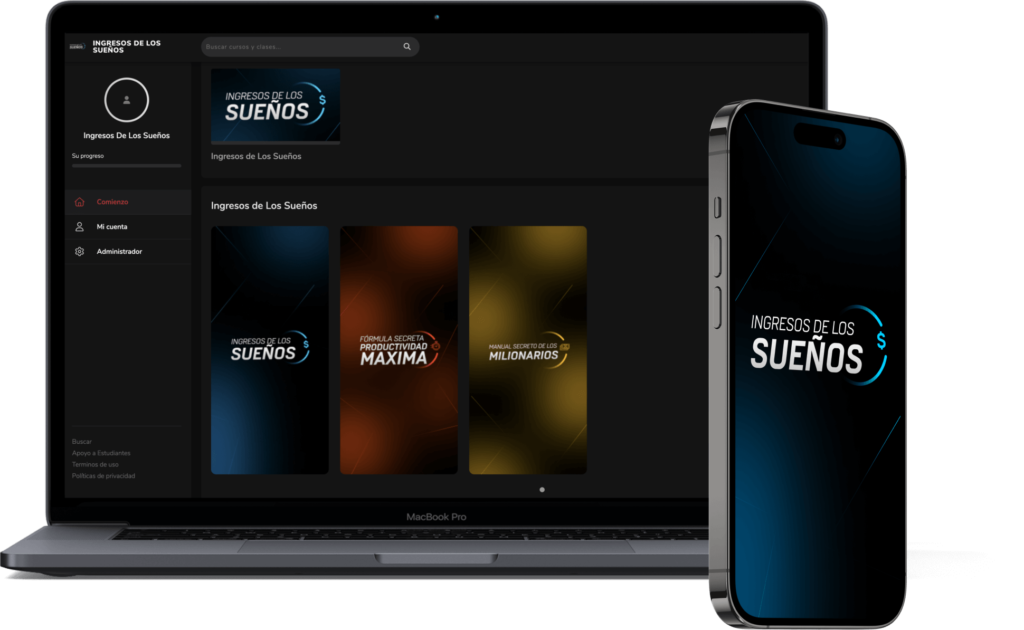 INGRESOS DE LOS
SUEÑOS
Buscar cursos y clases...
Ingresos De Los Sueños
Su progreso
Comienzo
Mi cuenta
Administrador
Buscar
Apoyo a Estudiantes
Terminos de uso
Políticas de privacidad
INGRESOS DE LOS
SUEÑOS
$
Ingresos de Los Sueños
Ingresos de Los Sueños
INGRESOS DE LOS
SUEÑOS
$
FÓRMULA SECRETA
PRODUCTIVIDAD
MAXIMA
MANUAL SECRETO DE LOS
MILIONARIOS
MacBook Pro
INGRESOS DE LOS
SUEÑOS
$